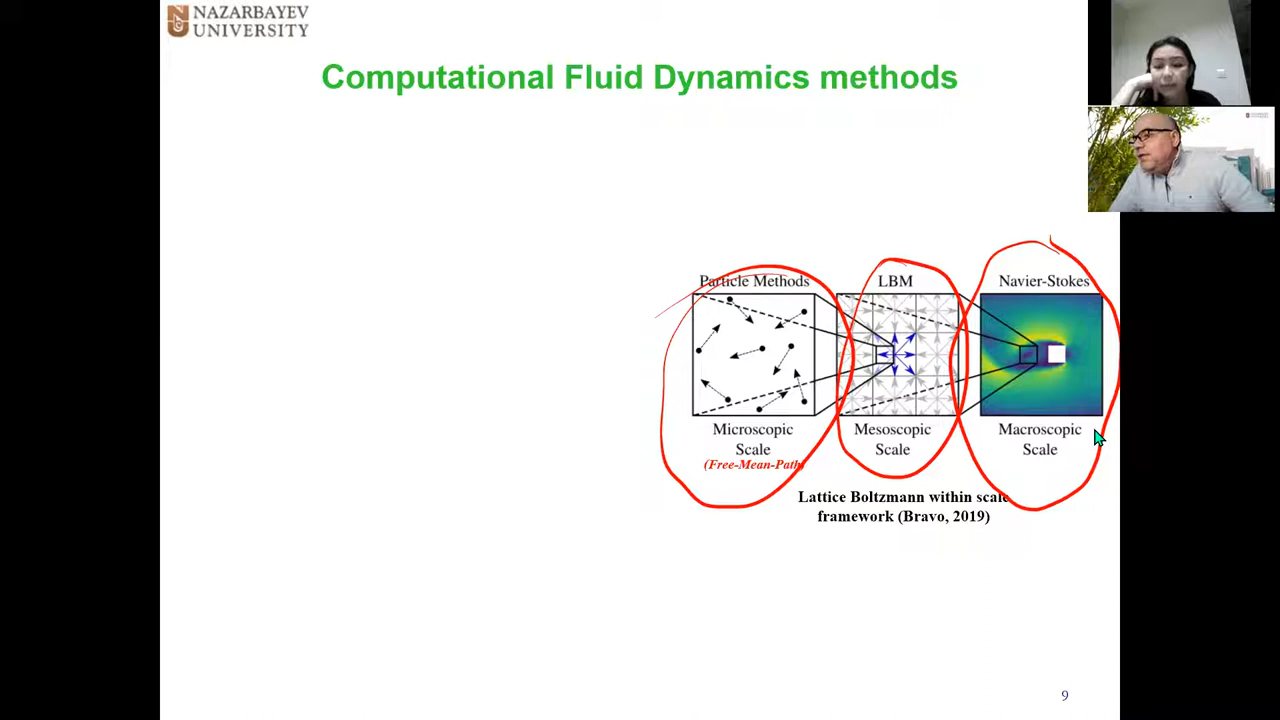 NAZARBAYEV
UNIVERSITY
Computational Fluid Dynamics methods
Particle Methods
LBM
Navier-Stokes
Microscopic
Scale
(Free-Mean-Path)
Mesoscopic
Scale
Macroscopic
Scale
Lattice Boltzmann within scale
framework (Bravo, 2019)
9